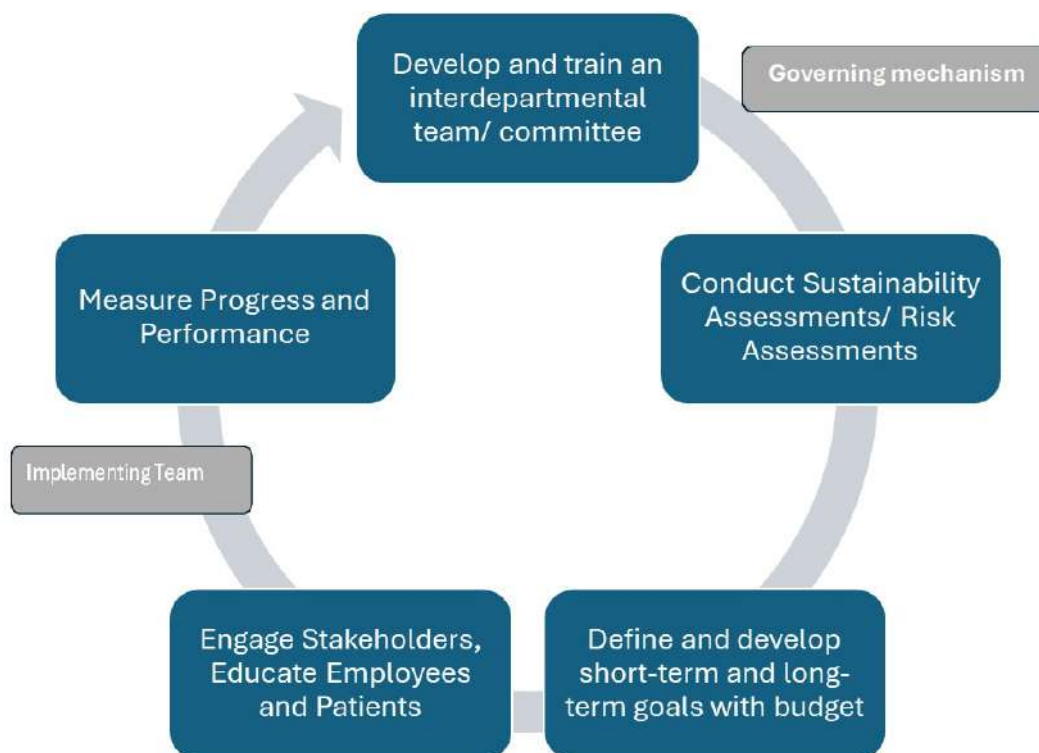 Develop and train an
interdepartmental
team/ committee
Governing mechanism
Conduct Sustainability
Assessments/ Risk
Assessments
Define and develop
short-term and long-
term goals with budget
Engage Stakeholders,
Educate Employees
and Patients
Implementing Team
Measure Progress and
Performance